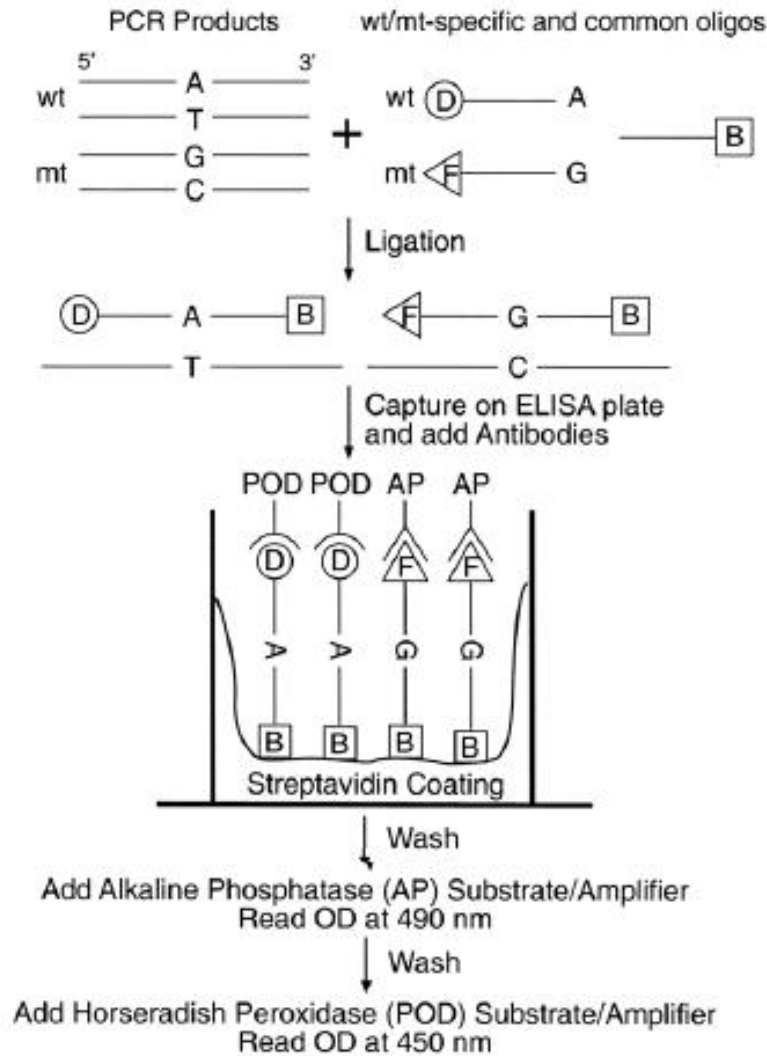 PCR Products wt/mt-specific and common oligos
5' 3'
wt A
T
mt G
C
+
wt D A
B
mt F G
Ligation
D A B F G B
T C
Capture on ELISA plate
and add Antibodies
POD POD AP AP
D D F F
A A G G
B B B B
Streptavidin Coating
Wash
Add Alkaline Phosphatase (AP) Substrate/Amplifier
Read OD at 490 nm
Wash
Add Horseradish Peroxidase (POD) Substrate/Amplifier
Read OD at 450 nm